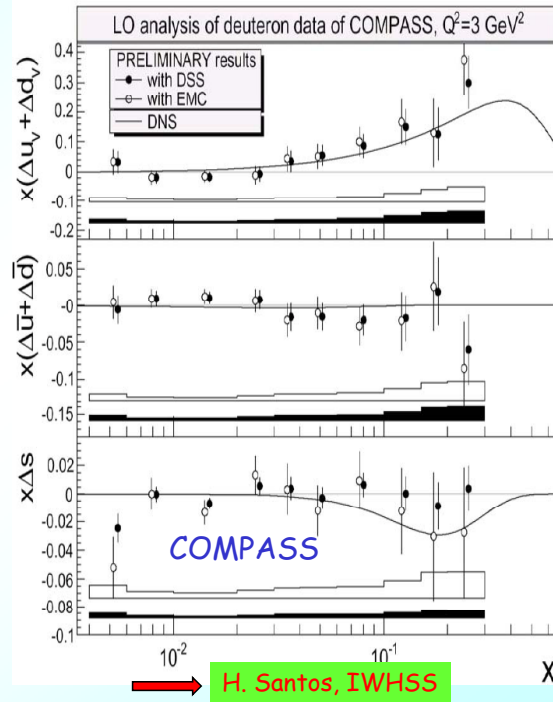 LO analysis of deuteron data of COMPASS, Q²=3 GeV²
x(Δu_v + Δd_v)
0.4
0.3
0.2
0.1
0
-0.1
-0.2
PRELIMINARY results
with DSS
with EMC
DNS
x(Δū+Δd̄)
0.05
-0
-0.05
-0.1
-0.15
xΔs
0.02
0
-0.02
-0.04
-0.06
-0.08
-0.1
COMPASS
10⁻²
10⁻¹
X
H. Santos, IWHSS